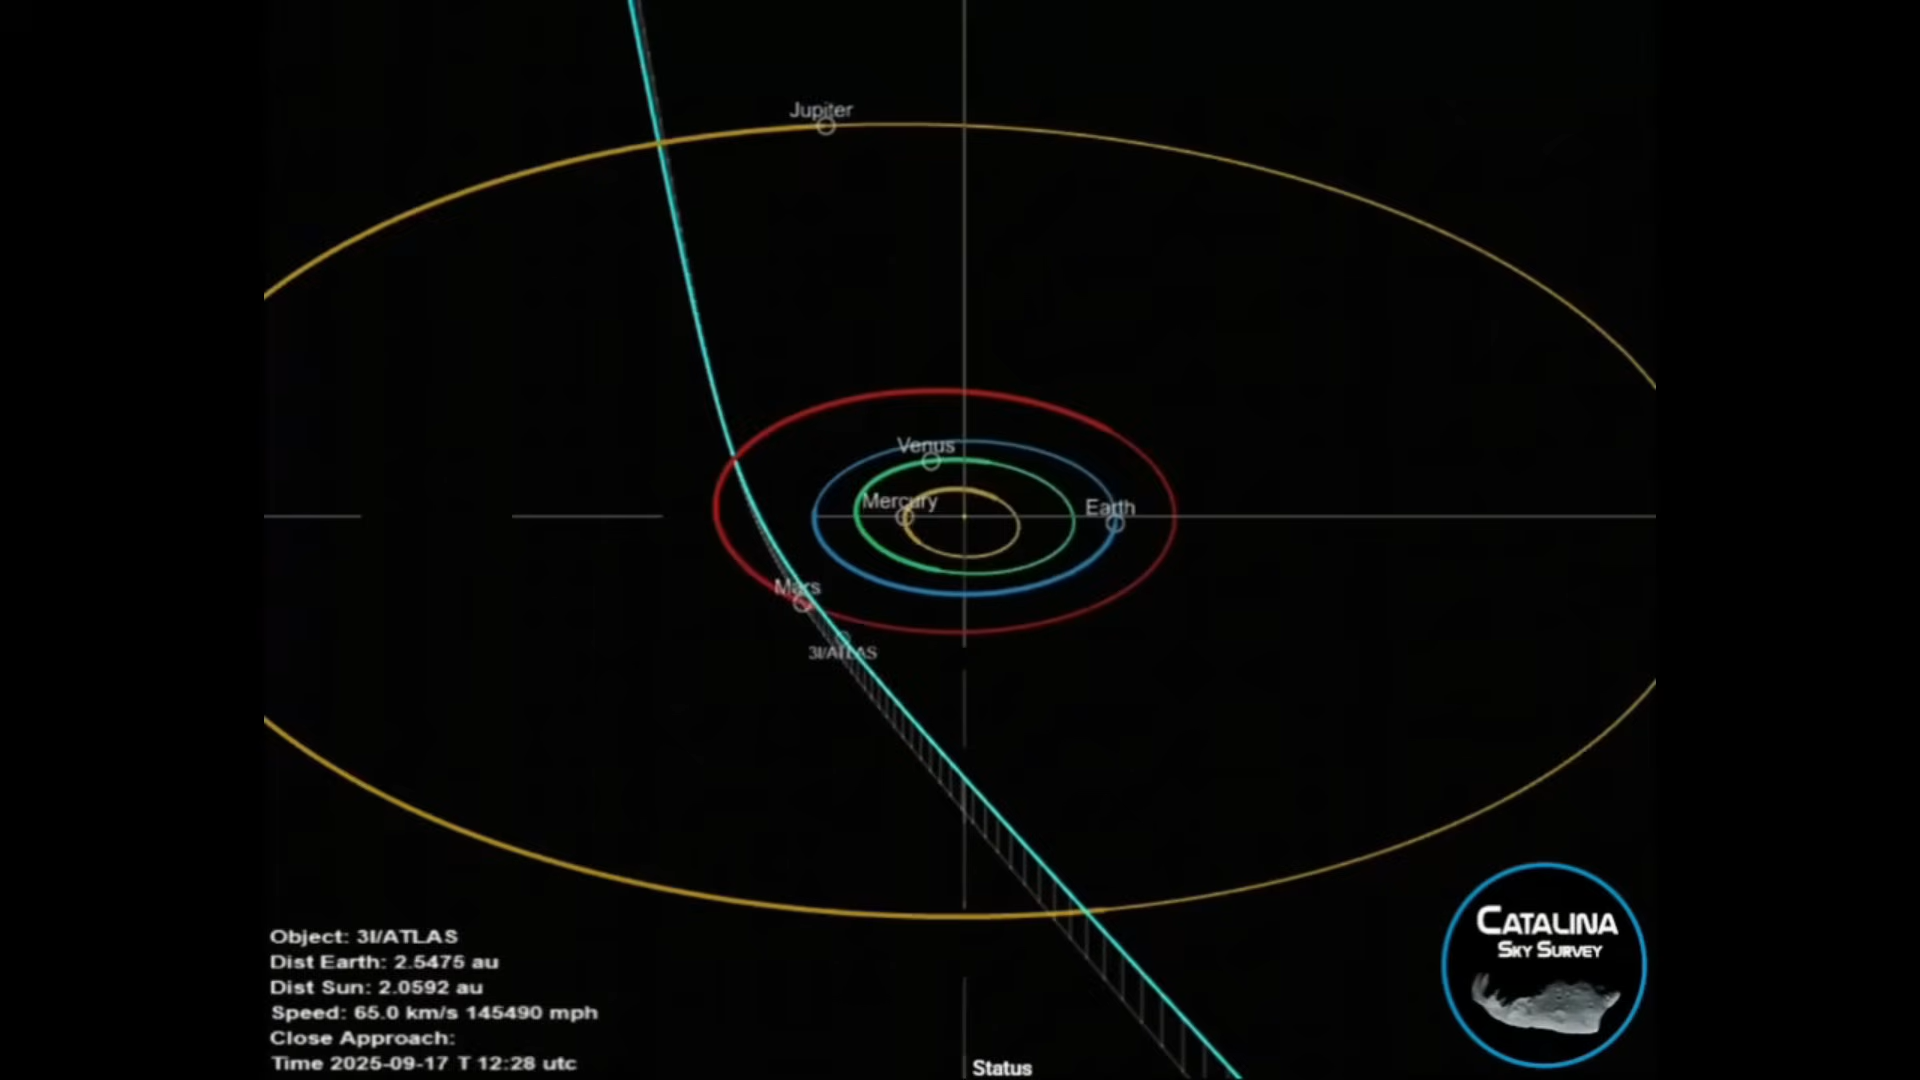 Jupiter
Venus
Mercury
Earth
Mars
3I/ATLAS
Object: 3I/ATLAS
Dist Earth: 2.5475 au
Dist Sun: 2.0592 au
Speed: 65.0 km/s 145490 mph
Close Approach:
Time 2025-09-17 T 12:28 utc
Status
CATALINA
SKY SURVEY